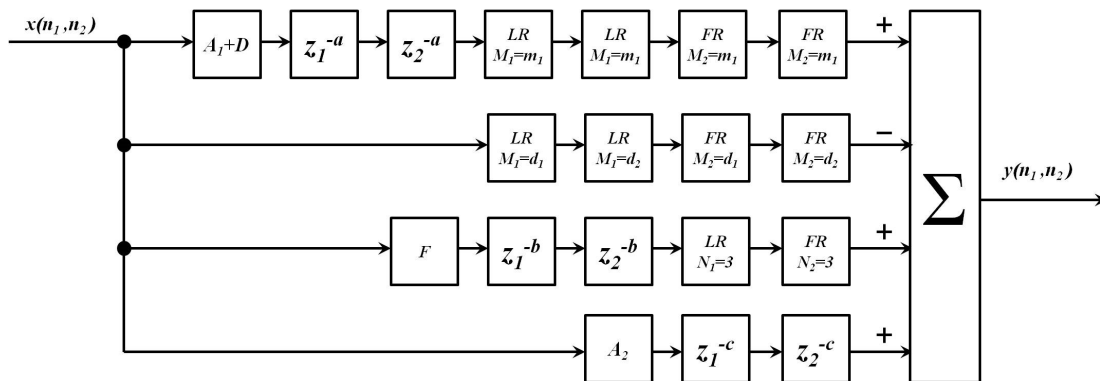 x(n₁,n₂)
A₁+D
z₁⁻ᵃ
z₂⁻ᵃ
LR
M₁=m₁
LR
M₁=m₁
FR
M₂=m₁
FR
M₂=m₁
+
LR
M₁=d₁
LR
M₁=d₂
FR
M₂=d₁
FR
M₂=d₂
−
Σ
y(n₁,n₂)
F
z₁⁻ᵇ
z₂⁻ᵇ
LR
N₁=3
FR
N₂=3
+
A₂
z₁⁻ᶜ
z₂⁻ᶜ
+